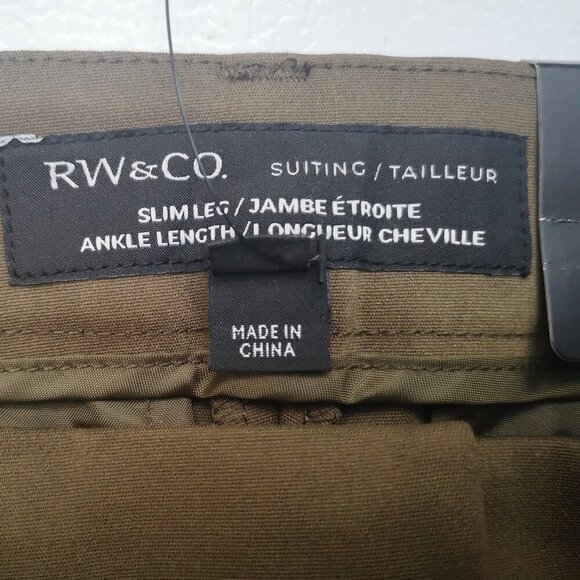 RW&CO. SUITING / TAILLEUR
SLIM LEG / JAMBE ÉTROITE
ANKLE LENGTH / LONGUEUR CHEVILLE
MADE IN
CHINA